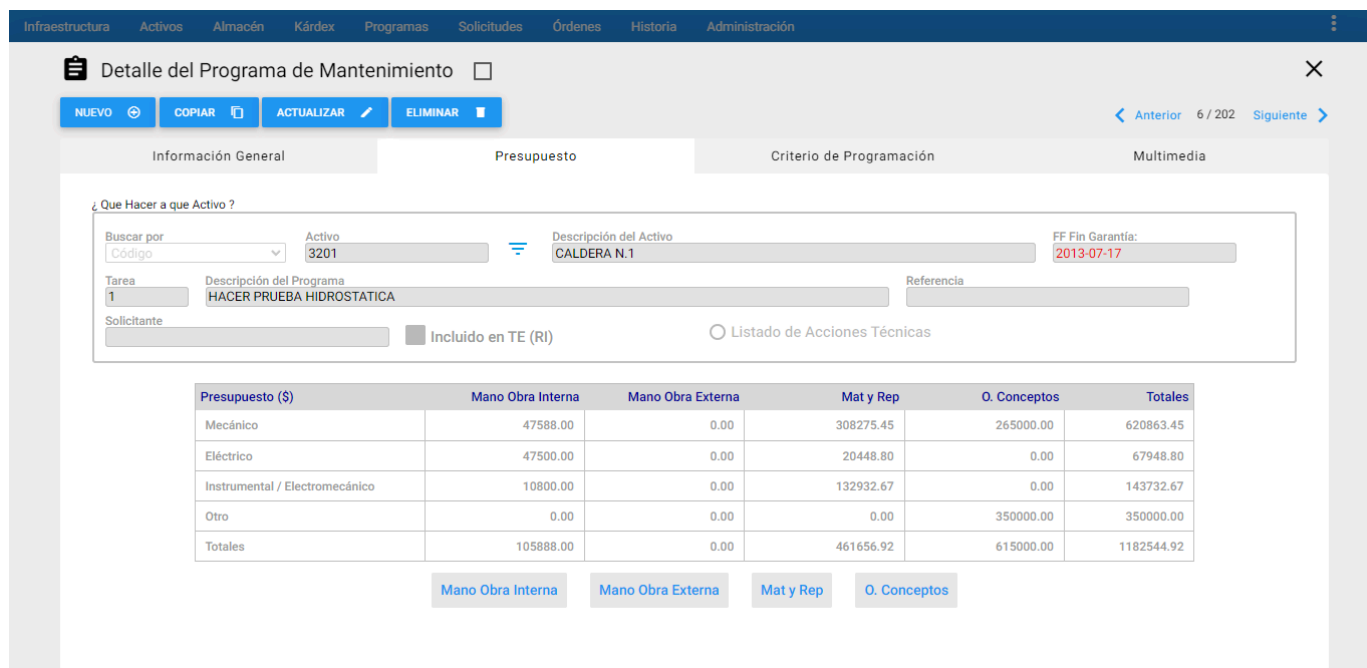 Infraestructura Activos Almacén Kárdex Programas Solicitudes Órdenes Historia Administración
Detalle del Programa de Mantenimiento
NUEVO COPIAR ACTUALIZAR ELIMINAR Anterior 6 / 202 Siguiente
Información General Presupuesto Criterio de Programación Multimedia
¿ Que Hacer a que Activo ?
Buscar por Activo Descripción del Activo FF Fin Garantía:
Código 3201 CALDERA N.1 2013-07-17
Tarea Descripción del Programa Referencia
1 HACER PRUEBA HIDROSTATICA
Solicitante
Incluido en TE (RI) Listado de Acciones Técnicas
Presupuesto ($) Mano Obra Interna Mano Obra Externa Mat y Rep O. Conceptos Totales
Mecánico 47588.00 0.00 308275.45 265000.00 620863.45
Eléctrico 47500.00 0.00 20448.80 0.00 67948.80
Instrumental / Electromecánico 10800.00 0.00 132932.67 0.00 143732.67
Otro 0.00 0.00 0.00 350000.00 350000.00
Totales 105888.00 0.00 461656.92 615000.00 1182544.92
Mano Obra Interna Mano Obra Externa Mat y Rep O. Conceptos